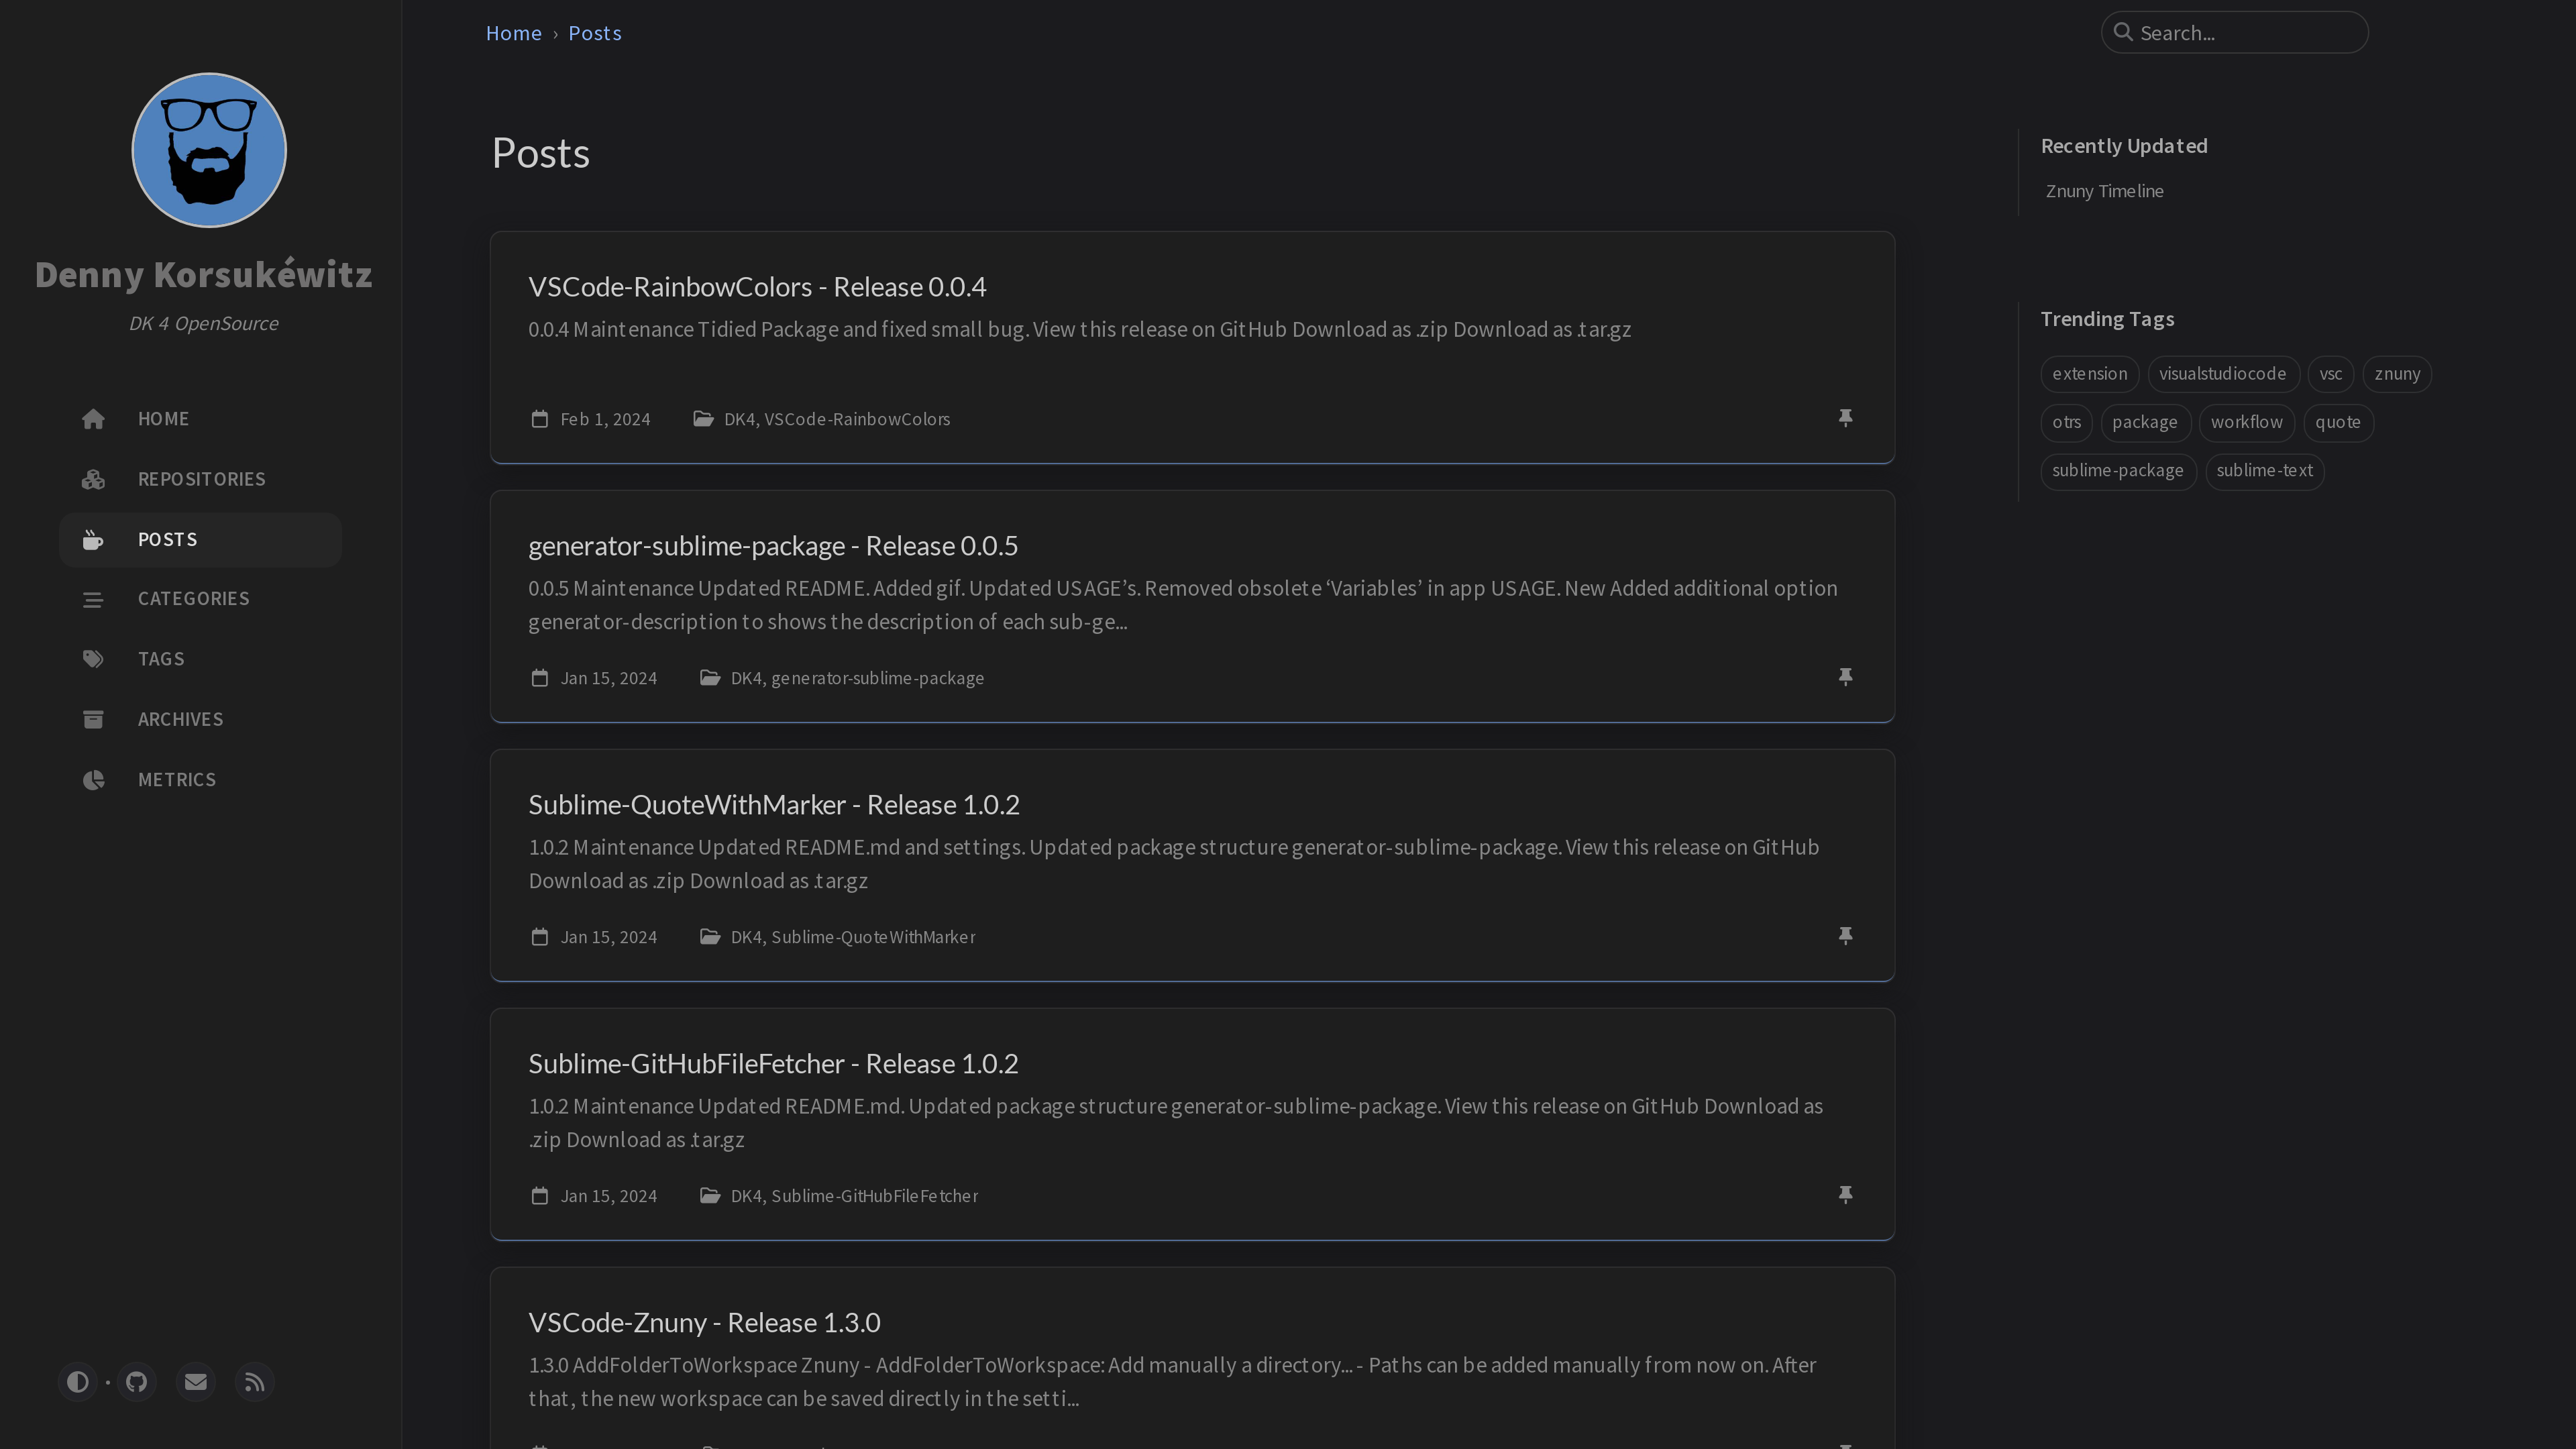 Denny Korsukéwitz
DK 4 OpenSource
HOME
REPOSITORIES
POSTS
CATEGORIES
TAGS
ARCHIVES
METRICS
Home › Posts
Search...
Posts
VSCode-RainbowColors - Release 0.0.4
0.0.4 Maintenance Tidied Package and fixed small bug. View this release on GitHub Download as .zip Download as .tar.gz
Feb 1, 2024 DK4, VSCode-RainbowColors
generator-sublime-package - Release 0.0.5
0.0.5 Maintenance Updated README. Added gif. Updated USAGE’s. Removed obsolete ‘Variables’ in app USAGE. New Added additional option
generator-description to shows the description of each sub-ge...
Jan 15, 2024 DK4, generator-sublime-package
Sublime-QuoteWithMarker - Release 1.0.2
1.0.2 Maintenance Updated README.md and settings. Updated package structure generator-sublime-package. View this release on GitHub
Download as .zip Download as .tar.gz
Jan 15, 2024 DK4, Sublime-QuoteWithMarker
Sublime-GitHubFileFetcher - Release 1.0.2
1.0.2 Maintenance Updated README.md. Updated package structure generator-sublime-package. View this release on GitHub Download as
.zip Download as .tar.gz
Jan 15, 2024 DK4, Sublime-GitHubFileFetcher
VSCode-Znuny - Release 1.3.0
1.3.0 AddFolderToWorkspace Znuny - AddFolderToWorkspace: Add manually a directory... - Paths can be added manually from now on. After
that, the new workspace can be saved directly in the setti...
Recently Updated
Znuny Timeline
Trending Tags
extension visualstudiocode vsc znuny
otrs package workflow quote
sublime-package sublime-text